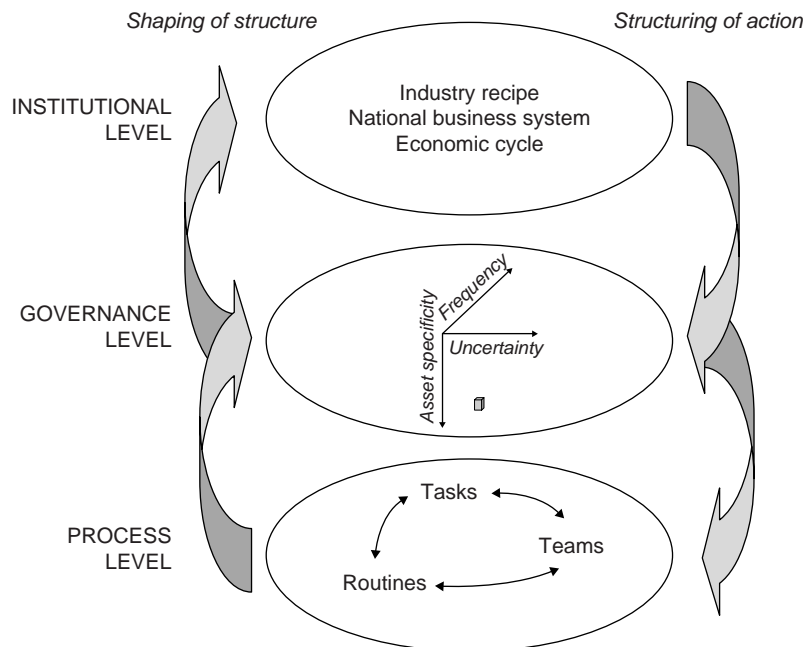 Shaping of structure
Structuring of action
INSTITUTIONAL
LEVEL
Industry recipe
National business system
Economic cycle
GOVERNANCE
LEVEL
Asset specificity
Frequency
Uncertainty
PROCESS
LEVEL
Tasks
Teams
Routines